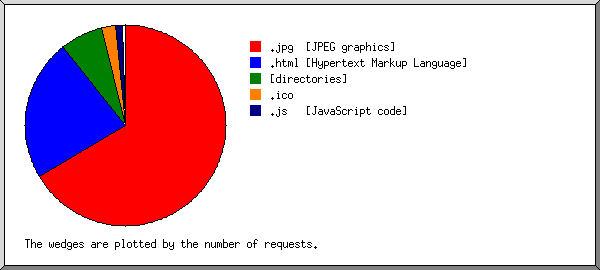 .jpg [JPEG graphics]
.html [Hypertext Markup Language]
[directories]
.ico
.js [JavaScript code]
The wedges are plotted by the number of requests.